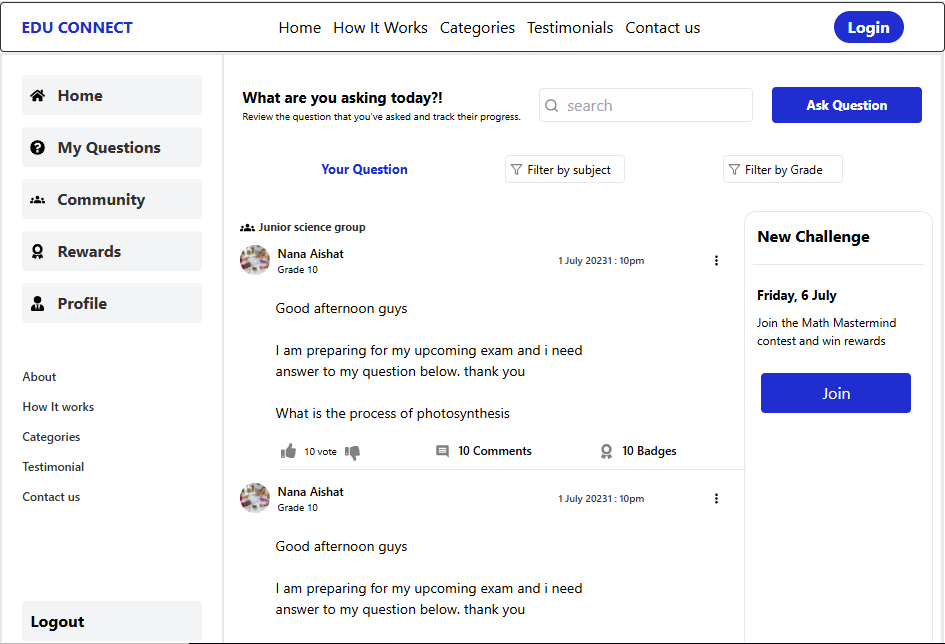 EDU CONNECT
Home How It Works Categories Testimonials Contact us
Login
Home
My Questions
Community
Rewards
Profile
About
How It works
Categories
Testimonial
Contact us
Logout
What are you asking today?!
Review the question that you've asked and track their progress.
search
Ask Question
Your Question
Filter by subject
Filter by Grade
Junior science group
Nana Aishat
Grade 10
1 July 20231 : 10pm
Good afternoon guys
I am preparing for my upcoming exam and i need
answer to my question below. thank you
What is the process of photosynthesis
10 vote
10 Comments
10 Badges
Nana Aishat
Grade 10
1 July 20231 : 10pm
Good afternoon guys
I am preparing for my upcoming exam and i need
answer to my question below. thank you
New Challenge
Friday, 6 July
Join the Math Mastermind
contest and win rewards
Join